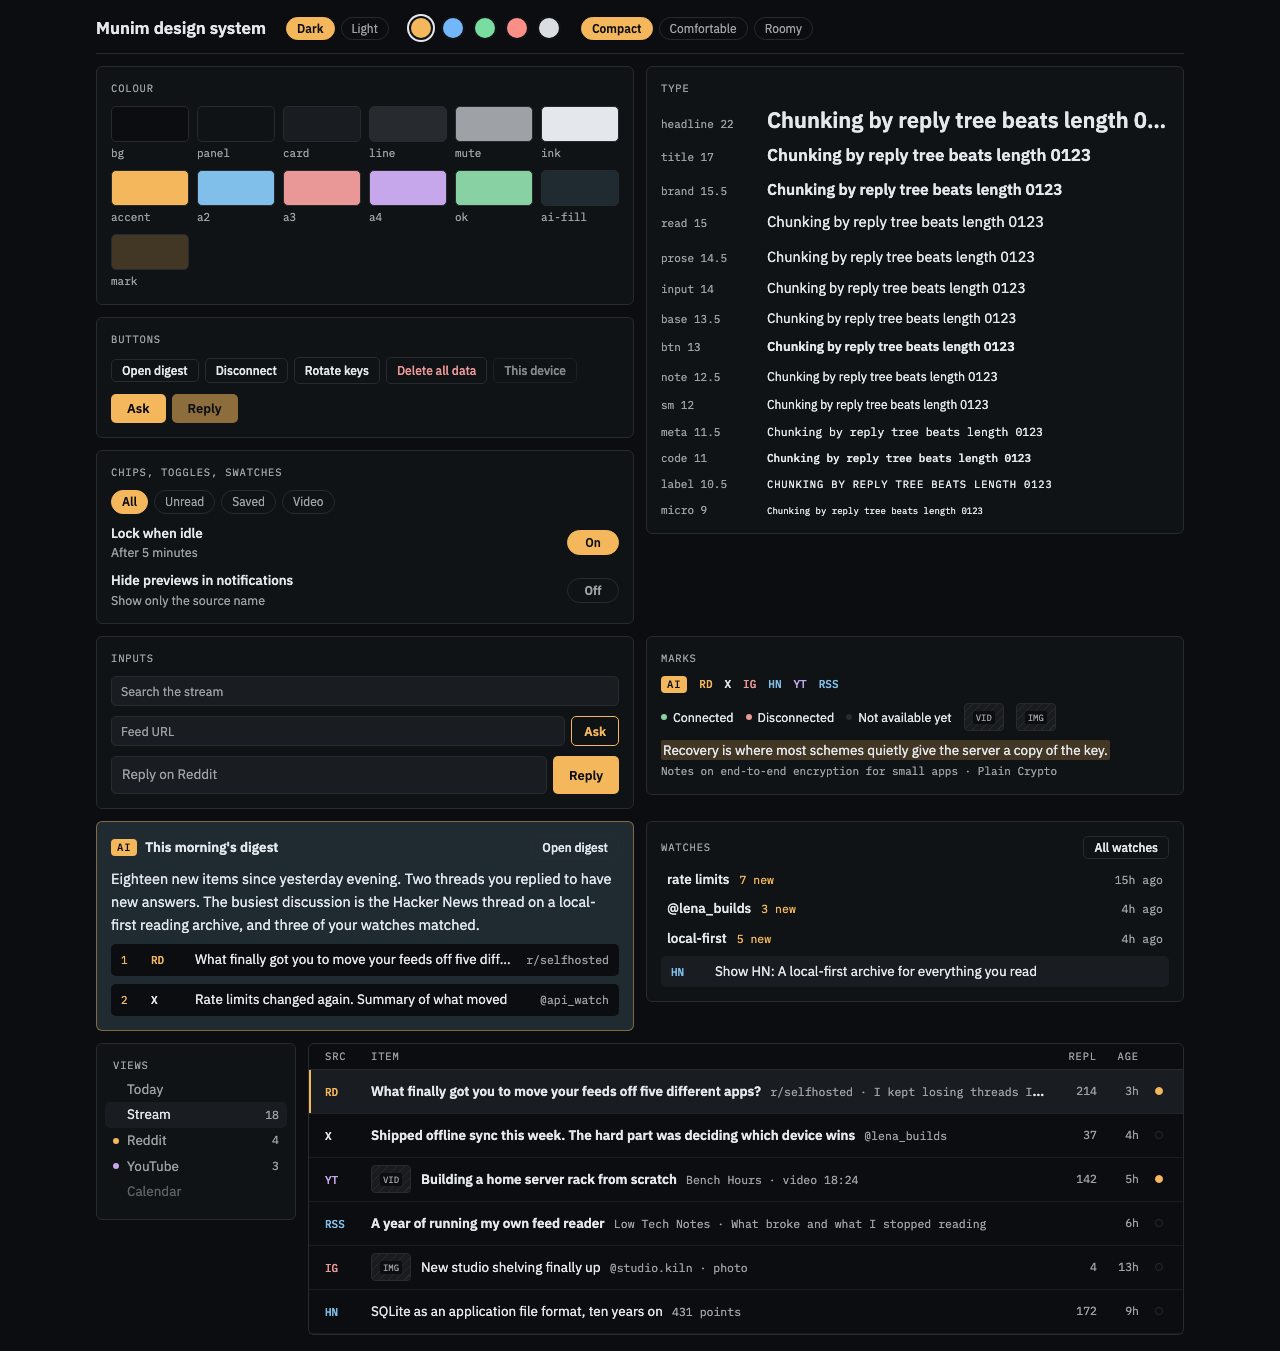 Munim design system Dark Light Compact Comfortable Roomy
COLOUR
bg panel card line mute ink
accent a2 a3 a4 ok ai-fill
mark
TYPE
headline 22 Chunking by reply tree beats length 0...
title 17 Chunking by reply tree beats length 0123
brand 15.5 Chunking by reply tree beats length 0123
read 15 Chunking by reply tree beats length 0123
prose 14.5 Chunking by reply tree beats length 0123
input 14 Chunking by reply tree beats length 0123
base 13.5 Chunking by reply tree beats length 0123
btn 13 Chunking by reply tree beats length 0123
note 12.5 Chunking by reply tree beats length 0123
sm 12 Chunking by reply tree beats length 0123
meta 11.5 Chunking by reply tree beats length 0123
code 11 Chunking by reply tree beats length 0123
label 10.5 CHUNKING BY REPLY TREE BEATS LENGTH 0123
micro 9 Chunking by reply tree beats length 0123
BUTTONS
Open digest Disconnect Rotate keys Delete all data This device
Ask Reply
CHIPS, TOGGLES, SWATCHES
All Unread Saved Video
Lock when idle
After 5 minutes
On
Hide previews in notifications
Show only the source name
Off
INPUTS
Search the stream
Feed URL Ask
Reply on Reddit Reply
MARKS
AI RD X IG HN YT RSS
Connected Disconnected Not available yet VID IMG
Recovery is where most schemes quietly give the server a copy of the key.
Notes on end-to-end encryption for small apps · Plain Crypto
AI This morning's digest Open digest
Eighteen new items since yesterday evening. Two threads you replied to have
new answers. The busiest discussion is the Hacker News thread on a local-
first reading archive, and three of your watches matched.
1 RD What finally got you to move your feeds off five diff... r/selfhosted
2 X Rate limits changed again. Summary of what moved @api_watch
WATCHES All watches
rate limits 7 new 15h ago
@lena_builds 3 new 4h ago
local-first 5 new 4h ago
HN Show HN: A local-first archive for everything you read
VIEWS
Today
Stream 18
Reddit 4
YouTube 3
Calendar
SRC ITEM REPL AGE
RD What finally got you to move your feeds off five different apps? r/selfhosted · I kept losing threads I... 214 3h
X Shipped offline sync this week. The hard part was deciding which device wins @lena_builds 37 4h
YT VID Building a home server rack from scratch Bench Hours · video 18:24 142 5h
RSS A year of running my own feed reader Low Tech Notes · What broke and what I stopped reading 6h
IG IMG New studio shelving finally up @studio.kiln · photo 4 13h
HN SQLite as an application file format, ten years on 431 points 172 9h